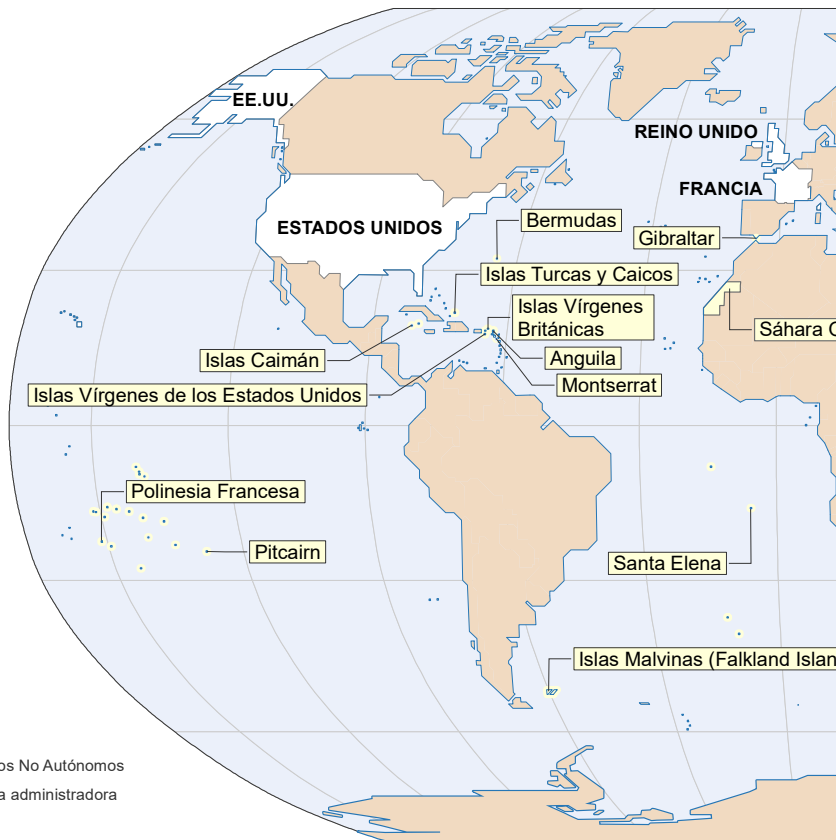 EE.UU.
REINO UNIDO
FRANCIA
ESTADOS UNIDOS
Bermudas
Gibraltar
Islas Turcas y Caicos
Islas Vírgenes
Británicas
Sáhara
Islas Caimán
Anguila
Montserrat
Islas Vírgenes de los Estados Unidos
Polinesia Francesa
Pitcairn
Santa Elena
Islas Malvinas (Falkland
os No Autónomos
a administradora